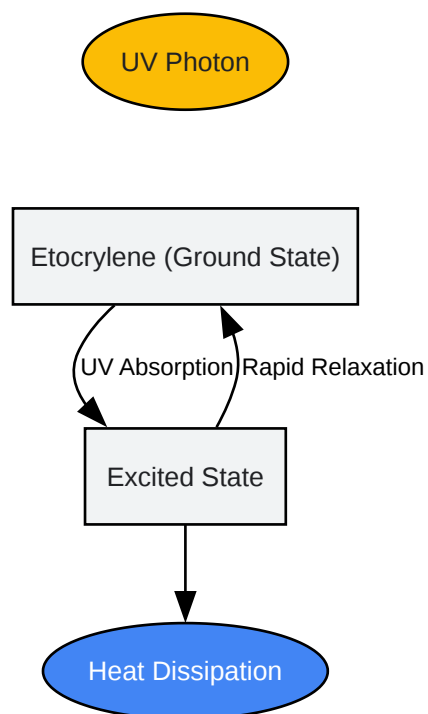 UV Photon
Etocrylene (Ground State)
UV Absorption
Rapid Relaxation
Excited State
Heat Dissipation